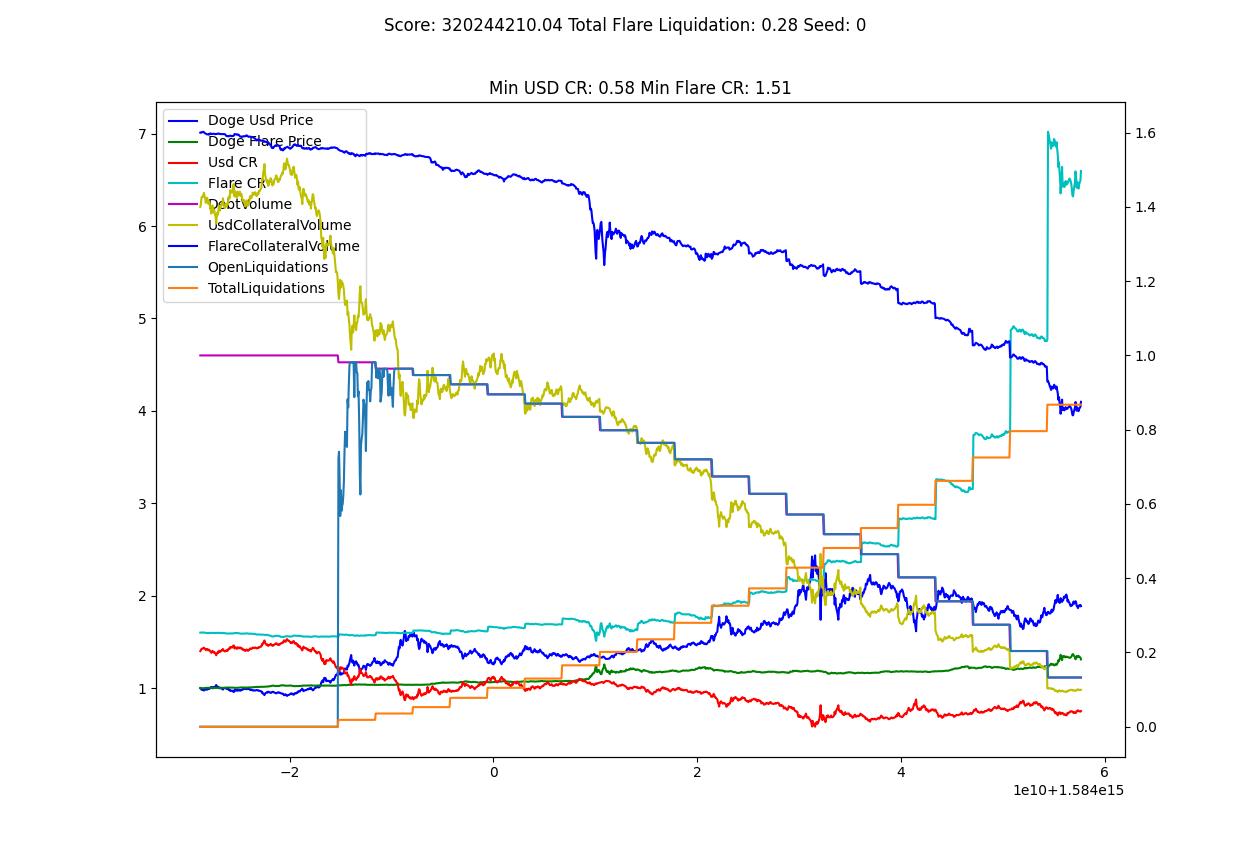 Score: 320244210.04 Total Flare Liquidation: 0.28 Seed: 0
Min USD CR: 0.58 Min Flare CR: 1.51
Doge Usd Price
Doge Flare Price
Usd CR
Flare CR
DebtVolume
UsdCollateralVolume
FlareCollateralVolume
OpenLiquidations
TotalLiquidations
7
6
5
4
3
2
1
1.6
1.4
1.2
1.0
0.8
0.6
0.4
0.2
0.0
−2
0
2
4
6
1e10+1.584e15